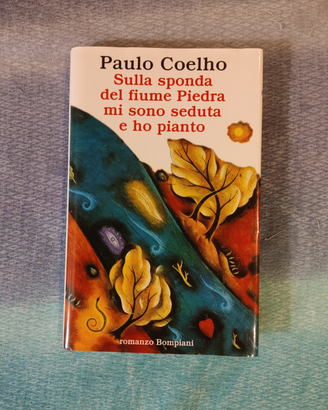 Paulo Coelho
Sulla sponda
del fiume Piedra
mi sono seduta
e ho pianto
romanzo Bompiani